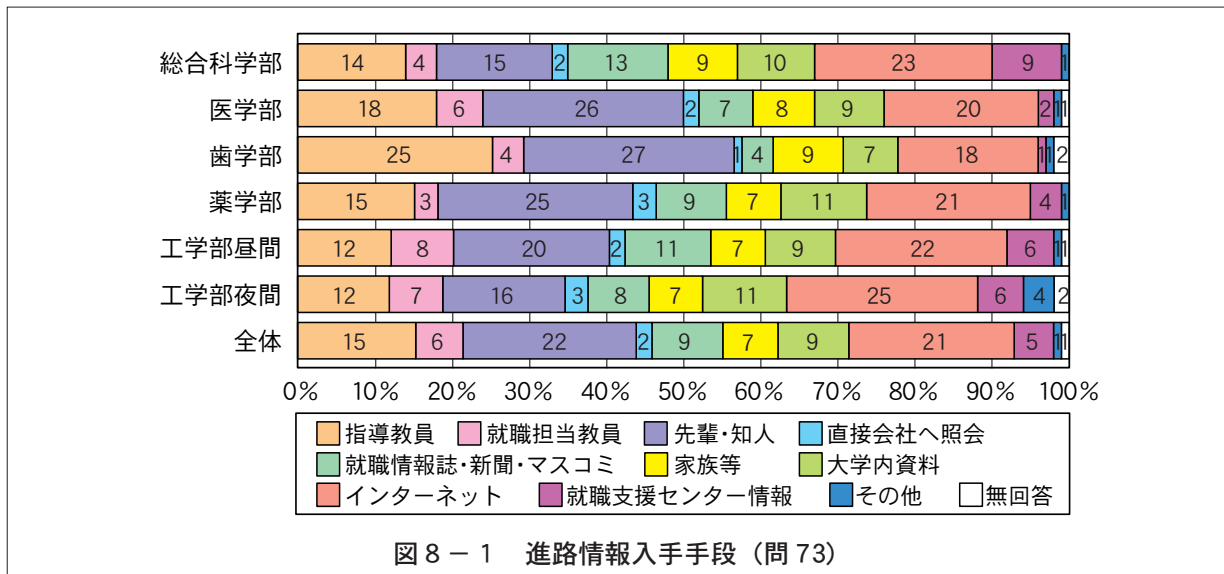 総合科学部 14 4 15 2 13 9 10 23 9 1
医学部 18 6 26 2 7 8 9 20 2 1 1
歯学部 25 4 27 1 4 9 7 18 1 1 2
薬学部 15 3 25 3 9 7 11 21 4 1
工学部昼間 12 8 20 2 11 7 9 22 6 1 1
工学部夜間 12 7 16 3 8 7 11 25 6 4 2
全体 15 6 22 2 9 7 9 21 5 1 1
0% 10% 20% 30% 40% 50% 60% 70% 80% 90% 100%
指導教員 就職担当教員 先輩・知人 直接会社へ照会
就職情報誌・新聞・マスコミ 家族等 大学内資料
インターネット 就職支援センター情報 その他 無回答
図8－1 進路情報入手手段（問73）